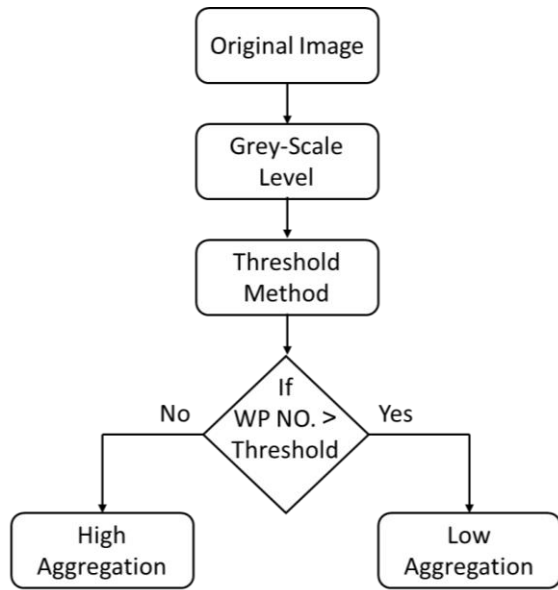 Original Image
Grey-Scale
Level
Threshold
Method
If
WP NO. >
Threshold
No
Yes
High
Aggregation
Low
Aggregation